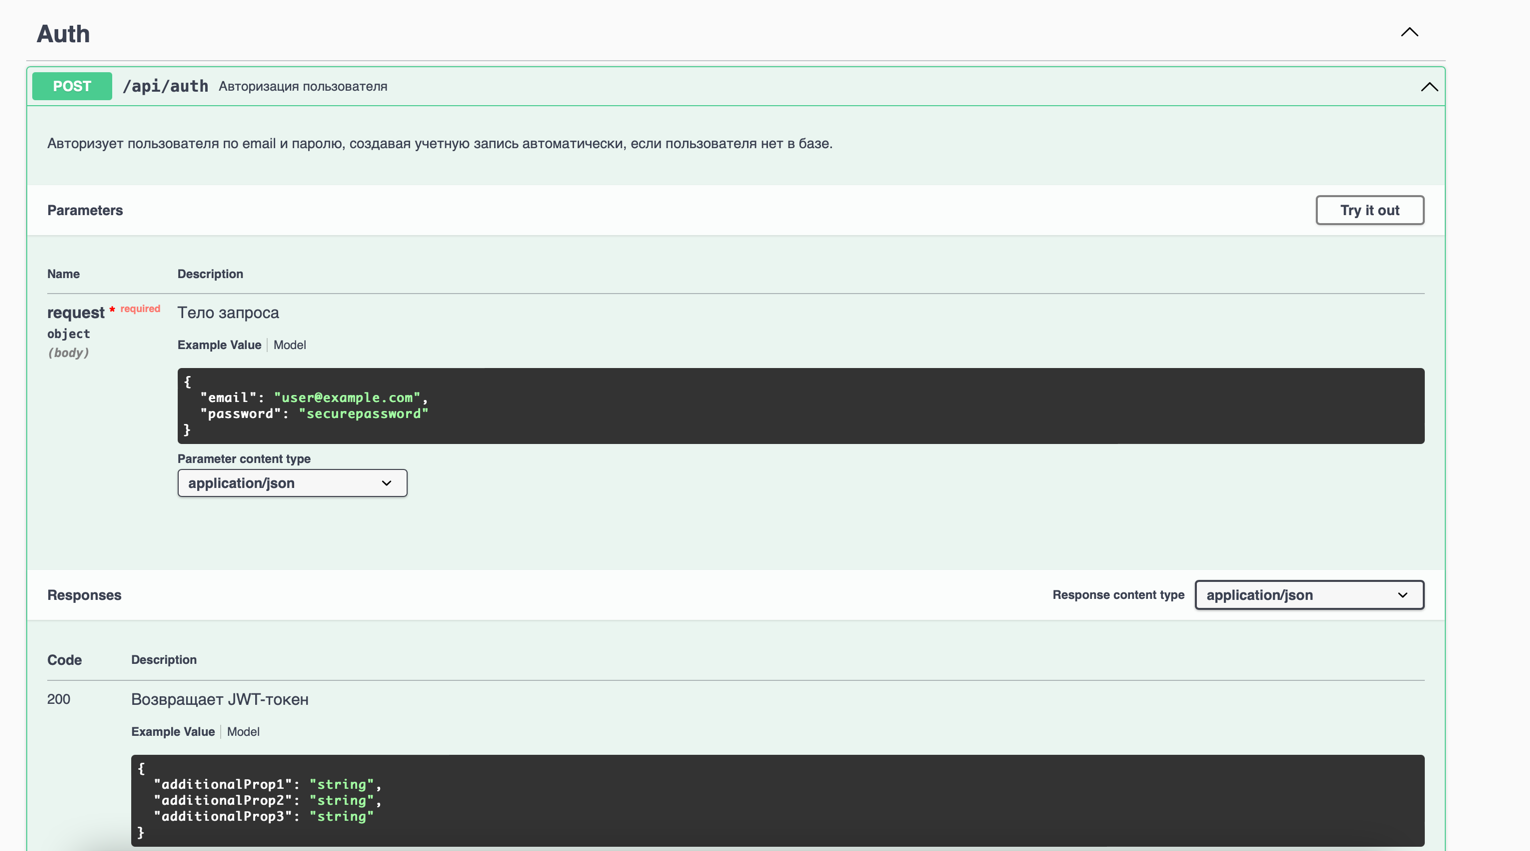 Auth
POST /api/auth Авторизация пользователя
Авторизует пользователя по email и паролю, создавая учетную запись автоматически, если пользователя нет в базе.
Parameters Try it out
Name Description
request * required Тело запроса
object
(body)
Example Value Model
{
"email": "user@example.com",
"password": "securepassword"
}
Parameter content type
application/json
Responses Response content type application/json
Code Description
200 Возвращает JWT-токен
Example Value Model
{
"additionalProp1": "string",
"additionalProp2": "string",
"additionalProp3": "string"
}